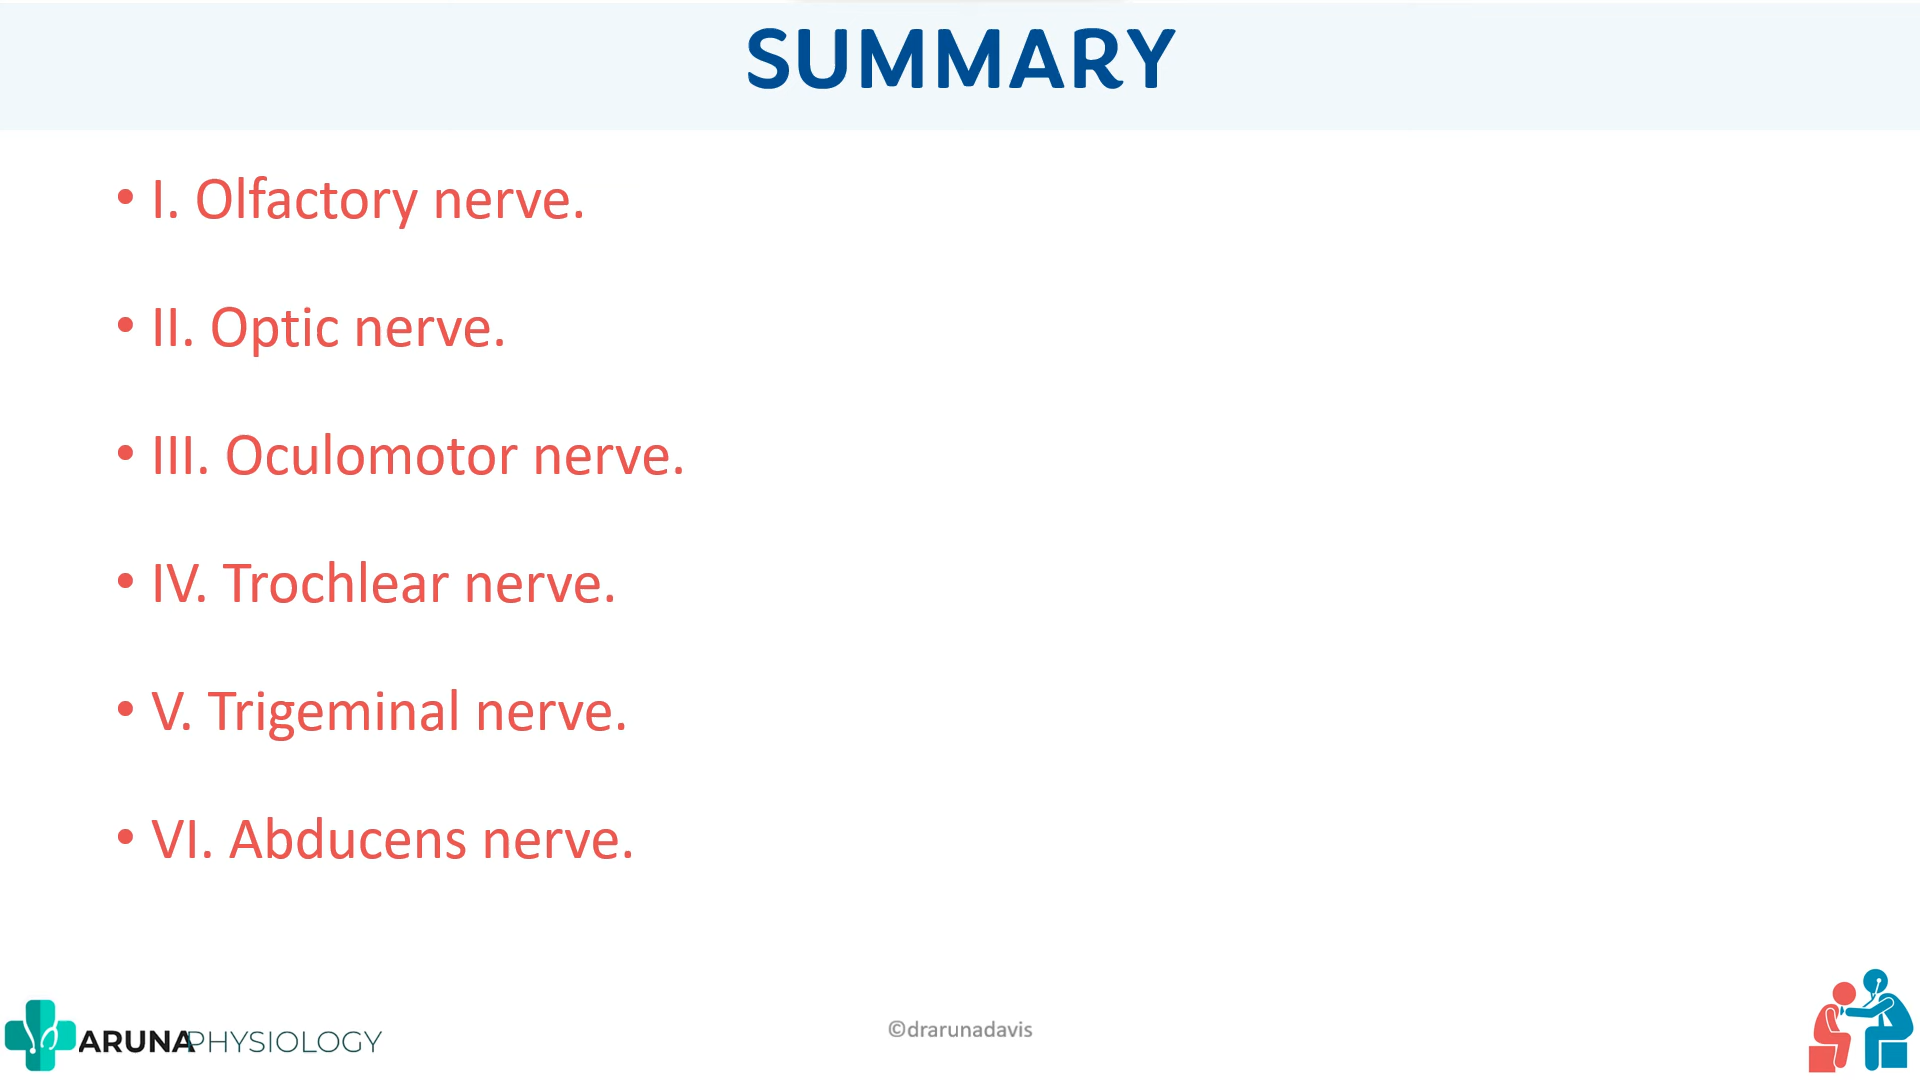 SUMMARY
• I. Olfactory nerve.
• II. Optic nerve.
• III. Oculomotor nerve.
• IV. Trochlear nerve.
• V. Trigeminal nerve.
• VI. Abducens nerve.
ARUNAPHYSIOLOGY
©drarunadavis